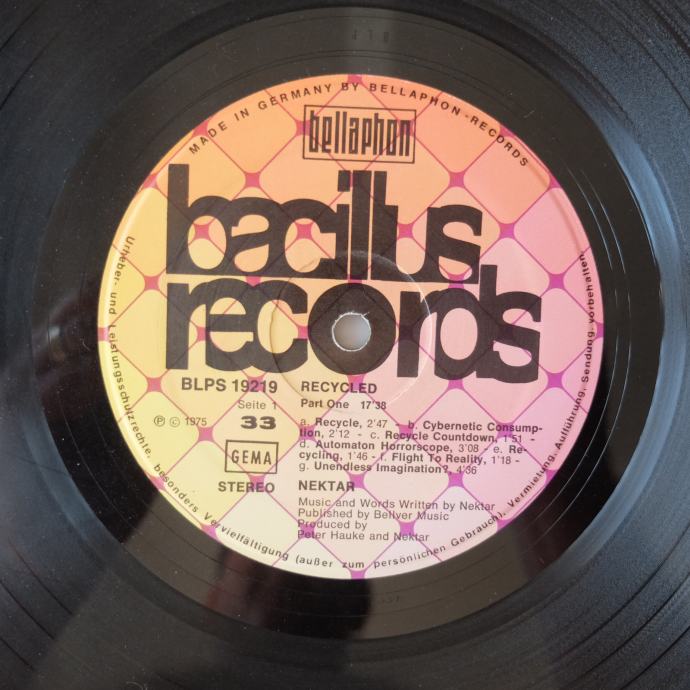 MADE IN GERMANY BY BELLAPHON-RECORDS
bellaphon
bacillus
records
BLPS 19219
RECYCLED
Seite 1
Part One 17'38
℗ © 1975
33
a. Recycle, 2'47 - b. Cybernetic Consump-
tion, 2'12 - c. Recycle Countdown, 1'51 -
d. Automaton Horrorscope, 3'08 - e. Re-
cycling, 1'46 - f. Flight To Reality, 1'18 -
g. Unendless Imagination?, 4'36
GEMA
STEREO
NEKTAR
Music and Words Written by Nektar
Published by Bellver Music
Produced by
Peter Hauke and Nektar
Urheber- und Leistungsschutzrechte, besonders Vervielfältigung (außer zum persönlichen Gebrauch), Vermietung, Aufführung, Sendung vorbehalten